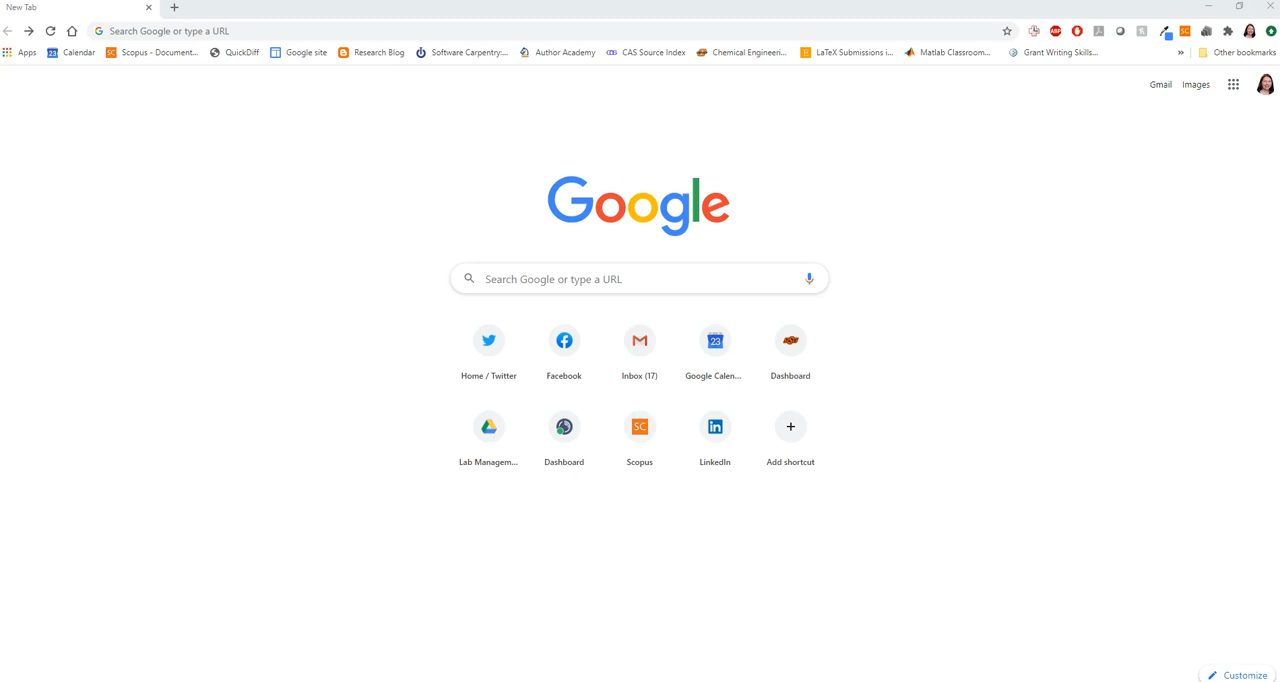 New Tab
Search Google or type a URL
Apps Calendar Scopus - Document... QuickDiff Google site Research Blog Software Carpentry:... Author Academy CAS Source Index Chemical Engineeri... LaTeX Submissions i... Matlab Classroom... Grant Writing Skills... » Other bookmarks
Gmail Images
Google
Search Google or type a URL
Home / Twitter Facebook Inbox (17) Google Calen... Dashboard
Lab Managem... Dashboard Scopus LinkedIn Add shortcut
Customize